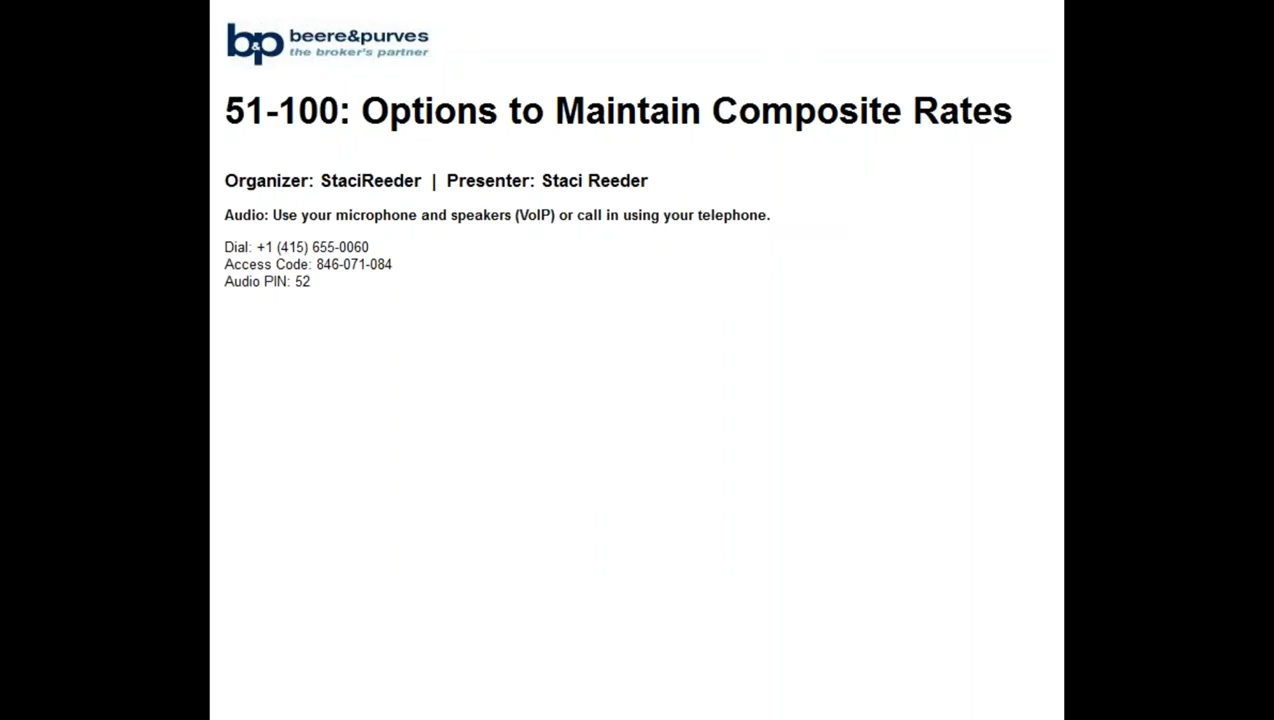 b&p beere&purves
the broker's partner
51-100: Options to Maintain Composite Rates
Organizer: StaciReeder | Presenter: Staci Reeder
Audio: Use your microphone and speakers (VoIP) or call in using your telephone.
Dial: +1 (415) 655-0060
Access Code: 846-071-084
Audio PIN: 52